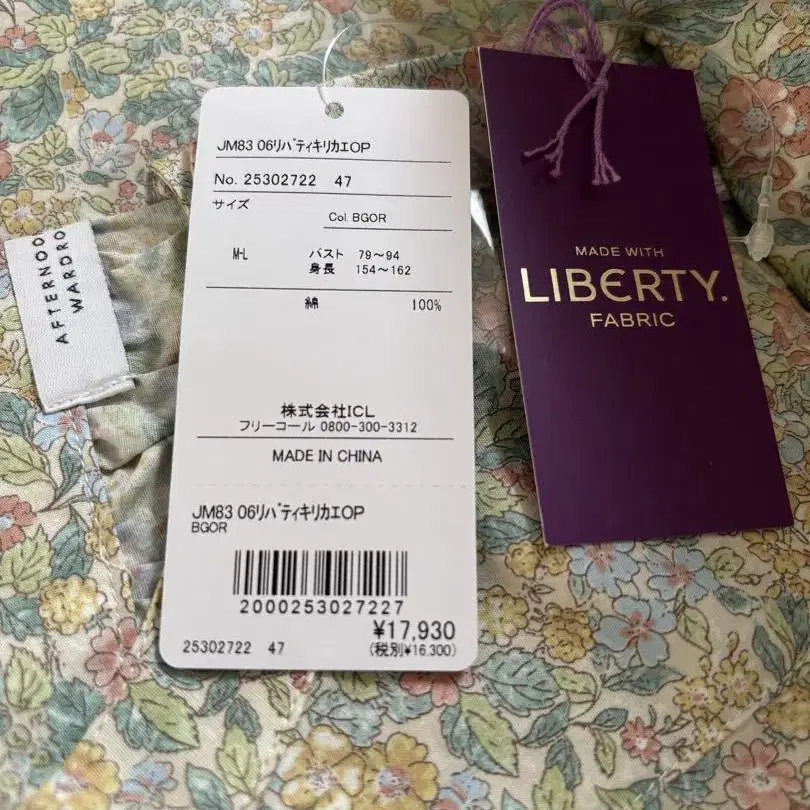 JM83 06リバティキリカエOP
No. 25302722 47
サイズ
Col. BGOR
M-L バスト 79～94
身長 154～162
綿 100%
株式会社ICL
フリーコール 0800-300-3312
MADE IN CHINA
JM83 06リバティキリカエOP
BGOR
2000253027227
¥17,930
25302722 47 (税別¥16,300)
MADE WITH
LIBERTY.
FABRIC